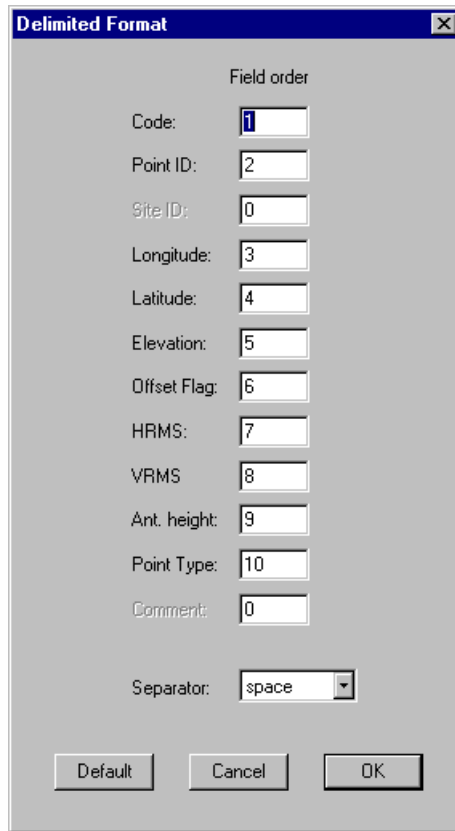 Delimited Format
Field order
Code: 1
Point ID: 2
Site ID: 0
Longitude: 3
Latitude: 4
Elevation: 5
Offset Flag: 6
HRMS: 7
VRMS 8
Ant. height: 9
Point Type: 10
Comment: 0
Separator: space
Default Cancel OK